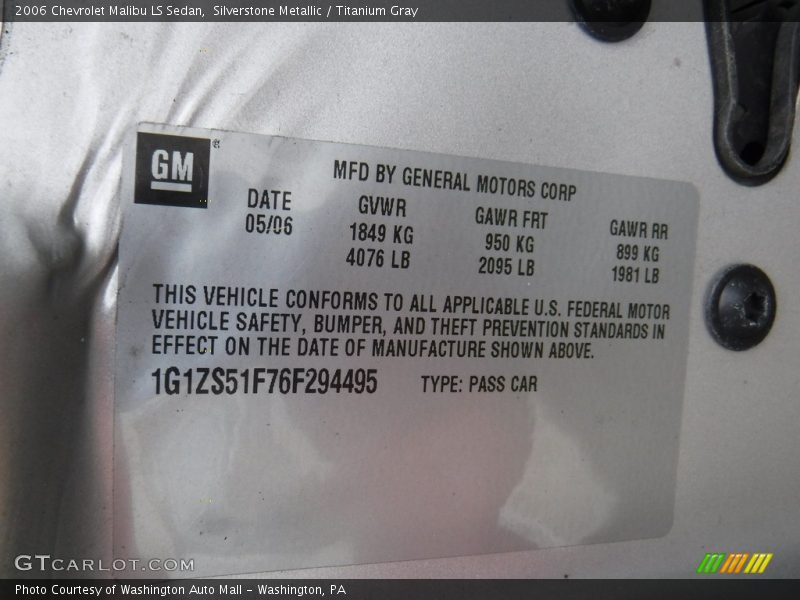 2006 Chevrolet Malibu LS Sedan, Silverstone Metallic / Titanium Gray
GM®
MFD BY GENERAL MOTORS CORP
DATE GVWR GAWR FRT GAWR RR
05/06 1849 KG 950 KG 899 KG
4076 LB 2095 LB 1981 LB
THIS VEHICLE CONFORMS TO ALL APPLICABLE U.S. FEDERAL MOTOR
VEHICLE SAFETY, BUMPER, AND THEFT PREVENTION STANDARDS IN
EFFECT ON THE DATE OF MANUFACTURE SHOWN ABOVE.
1G1ZS51F76F294495 TYPE: PASS CAR
GTCARLOT.COM
Photo Courtesy of Washington Auto Mall - Washington, PA